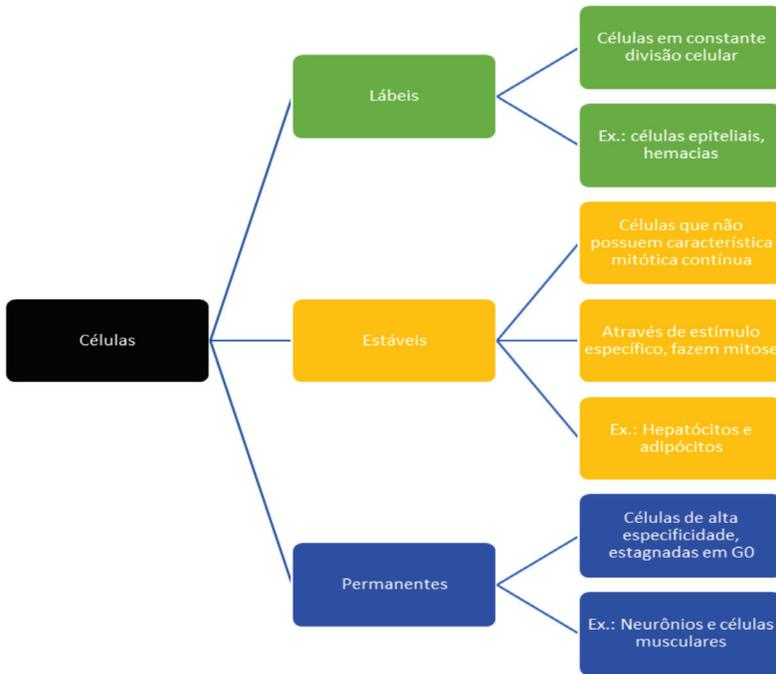 Células
Lábeis
Células em constante
divisão celular
Ex.: células epiteliais,
hemacias
Estáveis
Células que não
possuem característica
mitótica contínua
Através de estímulo
específico, fazem mitose
Ex.: Hepatócitos e
adipócitos
Permanentes
Células de alta
especificidade,
estagnadas em G0
Ex.: Neurônios e células
musculares